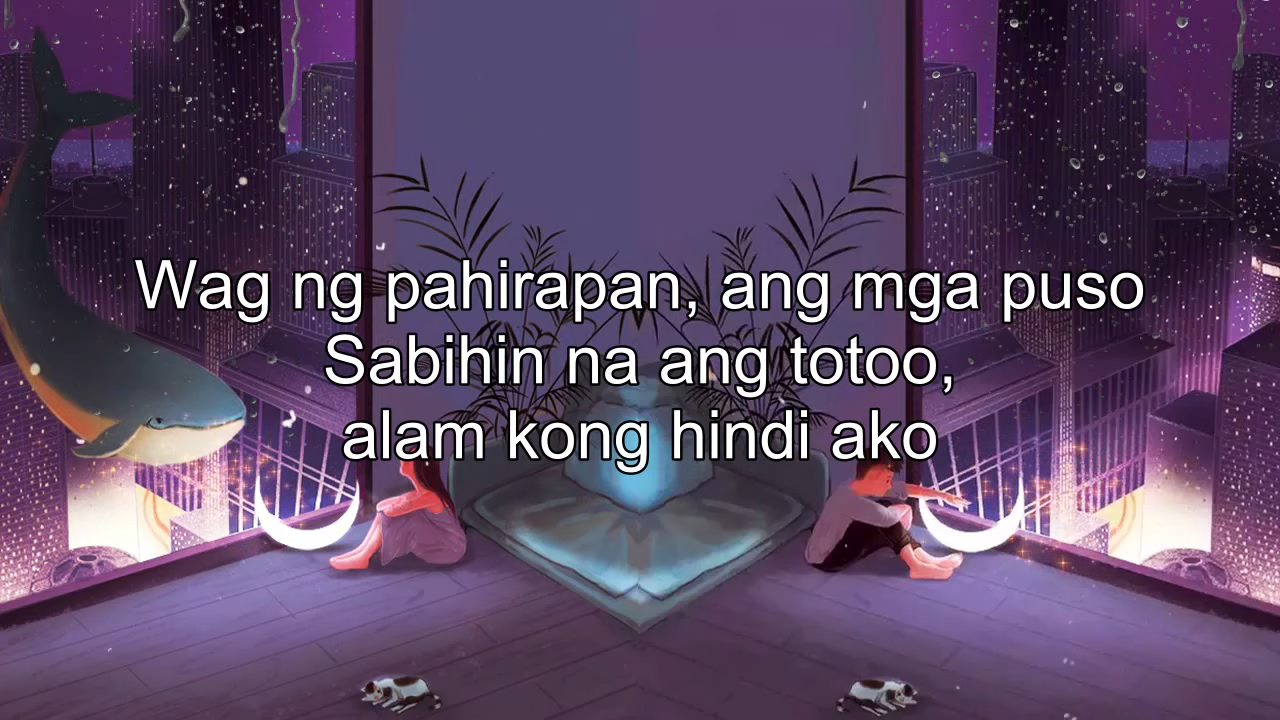 Wag ng pahirapan, ang mga puso
Sabihin na ang totoo,
alam kong hindi ako